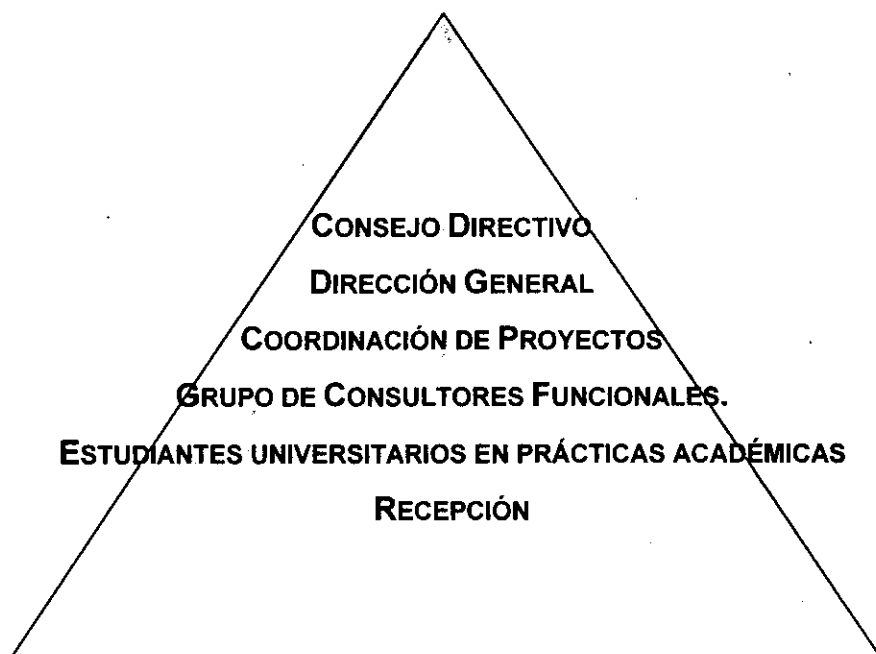 CONSEJO DIRECTIVO
DIRECCIÓN GENERAL
COORDINACIÓN DE PROYECTOS
GRUPO DE CONSULTORES FUNCIONALES.
ESTUDIANTES UNIVERSITARIOS EN PRÁCTICAS ACADÉMICAS
RECEPCIÓN